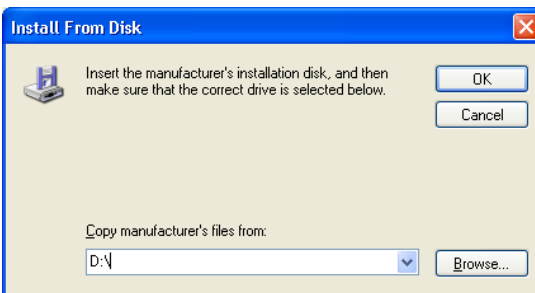 Install From Disk
Insert the manufacturer's installation disk, and then
make sure that the correct drive is selected below.
OK
Cancel
Copy manufacturer's files from:
D:\
Browse...